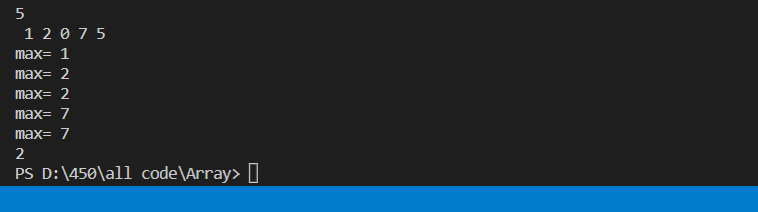 5
1 2 0 7 5
max= 1
max= 2
max= 2
max= 7
max= 7
2
PS D:\450\all code\Array>